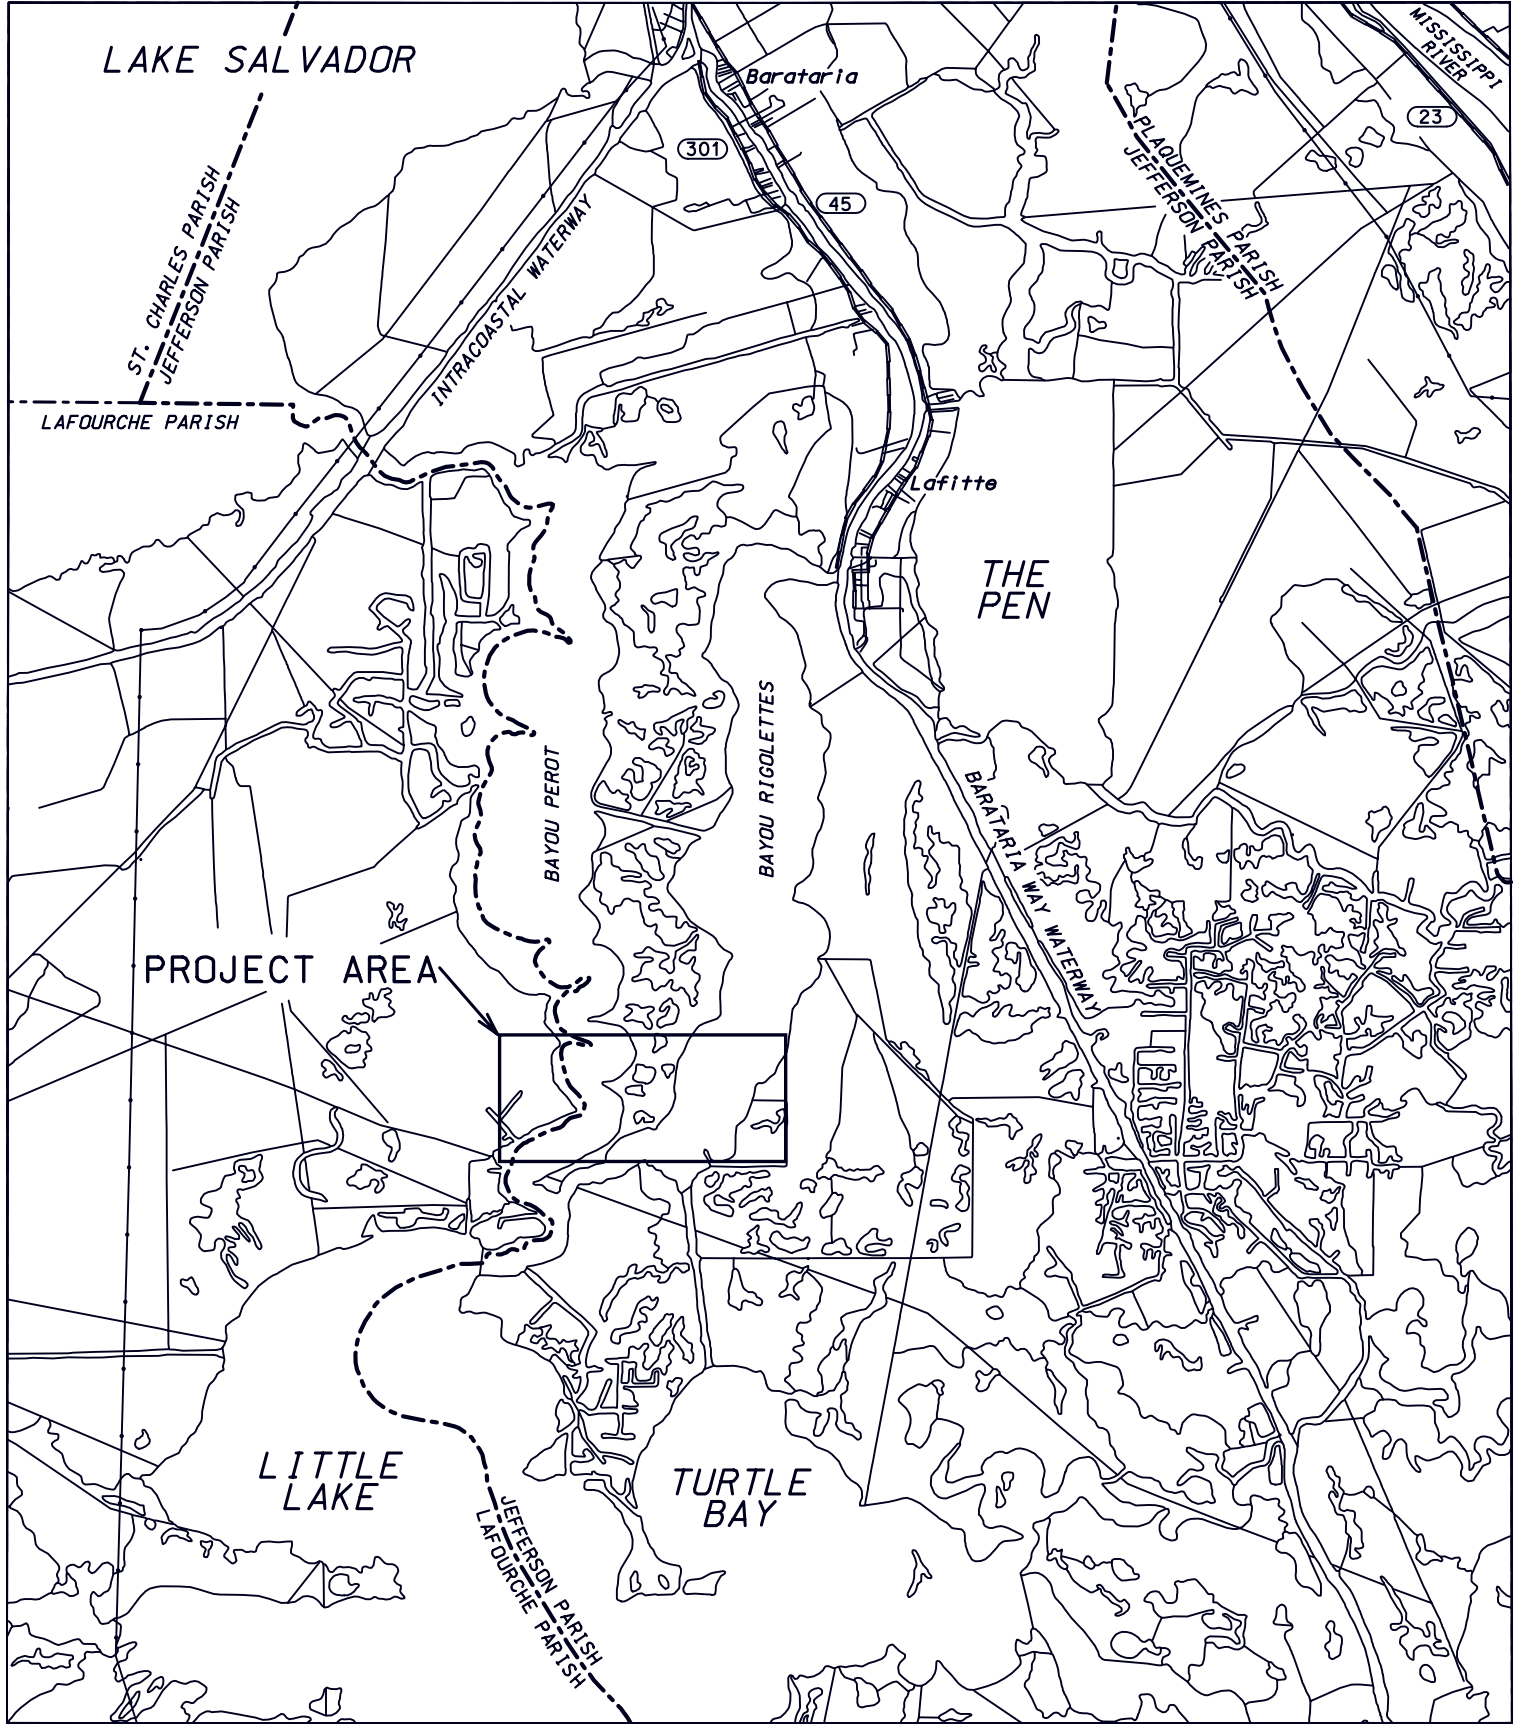 LAKE SALVADOR
Barataria
MISSISSIPPI
RIVER
23
301
45
PLAQUEMINES PARISH
JEFFERSON PARISH
ST. CHARLES PARISH
JEFFERSON PARISH
INTRACOASTAL WATERWAY
LAFOURCHE PARISH
Lafitte
THE
PEN
BAYOU PEROT
BAYOU RIGOLETTES
BARATARIA WAY WATERWAY
PROJECT AREA
LITTLE
LAKE
TURTLE
BAY
JEFFERSON PARISH
LAFOURCHE PARISH